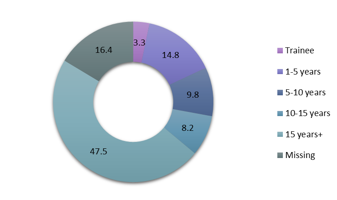 3.3
14.8
9.8
8.2
47.5
16.4
Trainee
1-5 years
5-10 years
10-15 years
15 years+
Missing